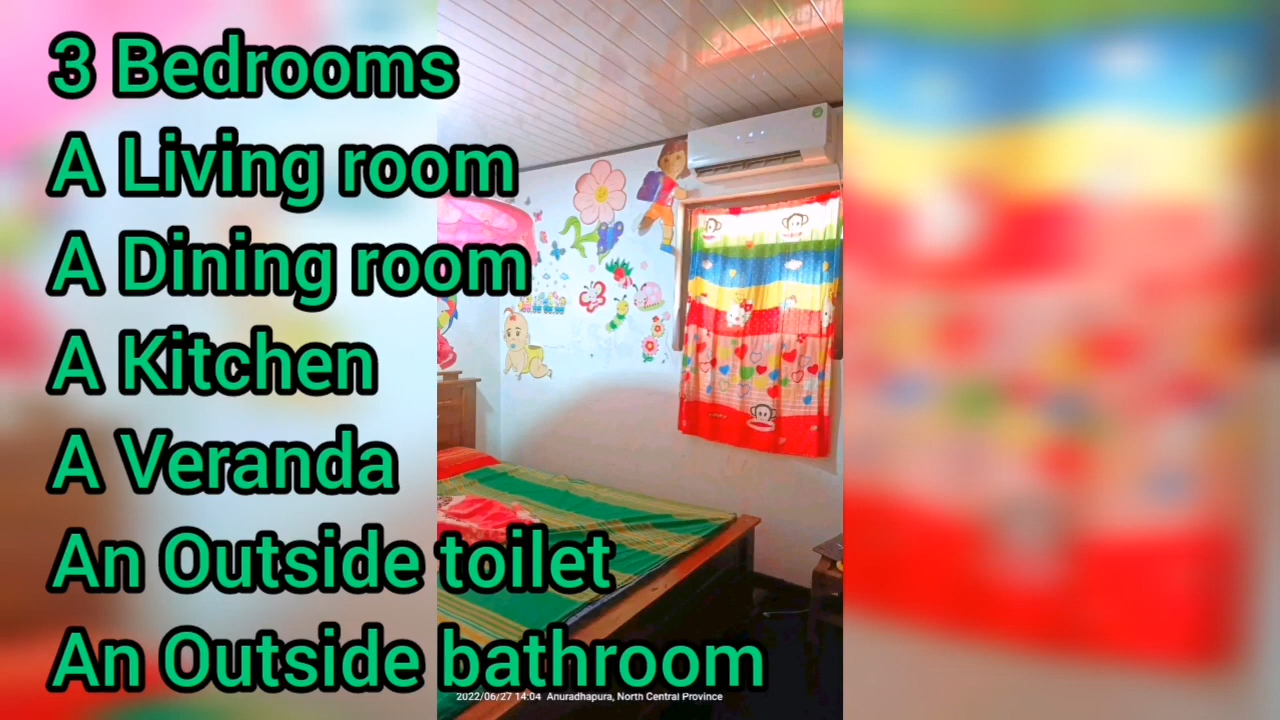 3 Bedrooms
A Living room
A Dining room
A Kitchen
A Veranda
An Outside toilet
An Outside bathroom
2022/06/27 14:04 Anuradhapura, North Central Province